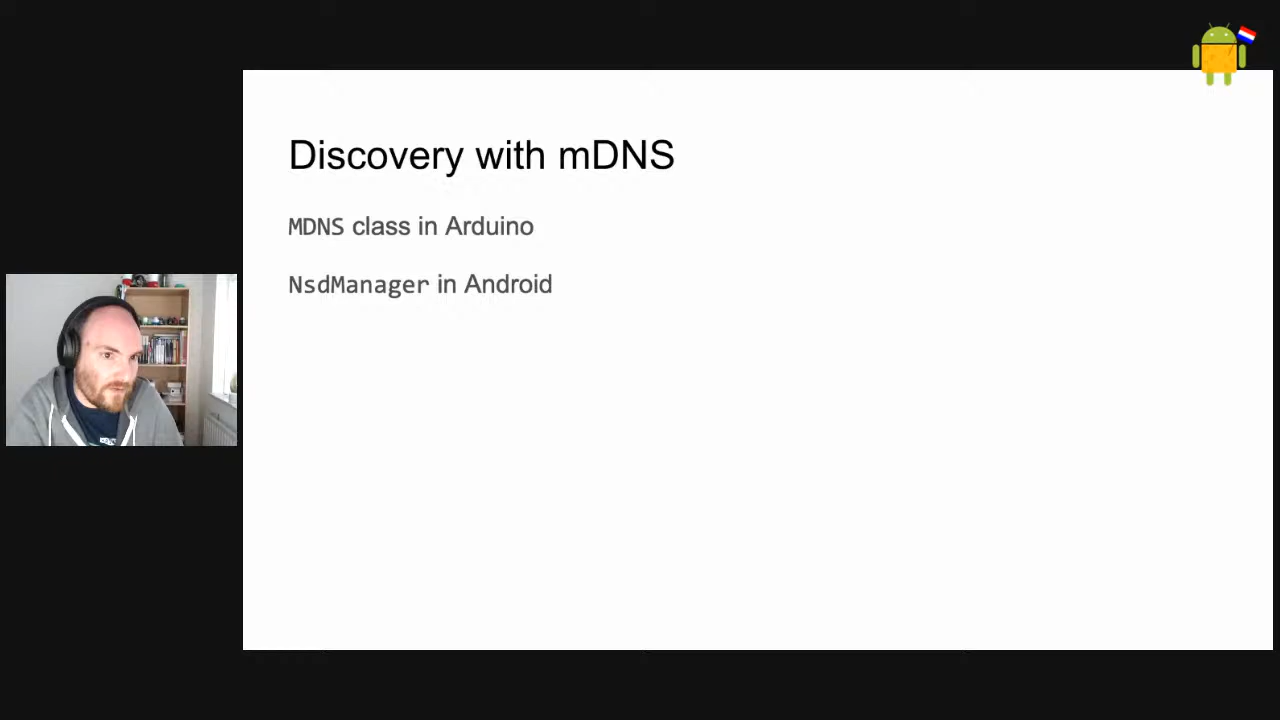 Discovery with mDNS
MDNS class in Arduino
NsdManager in Android